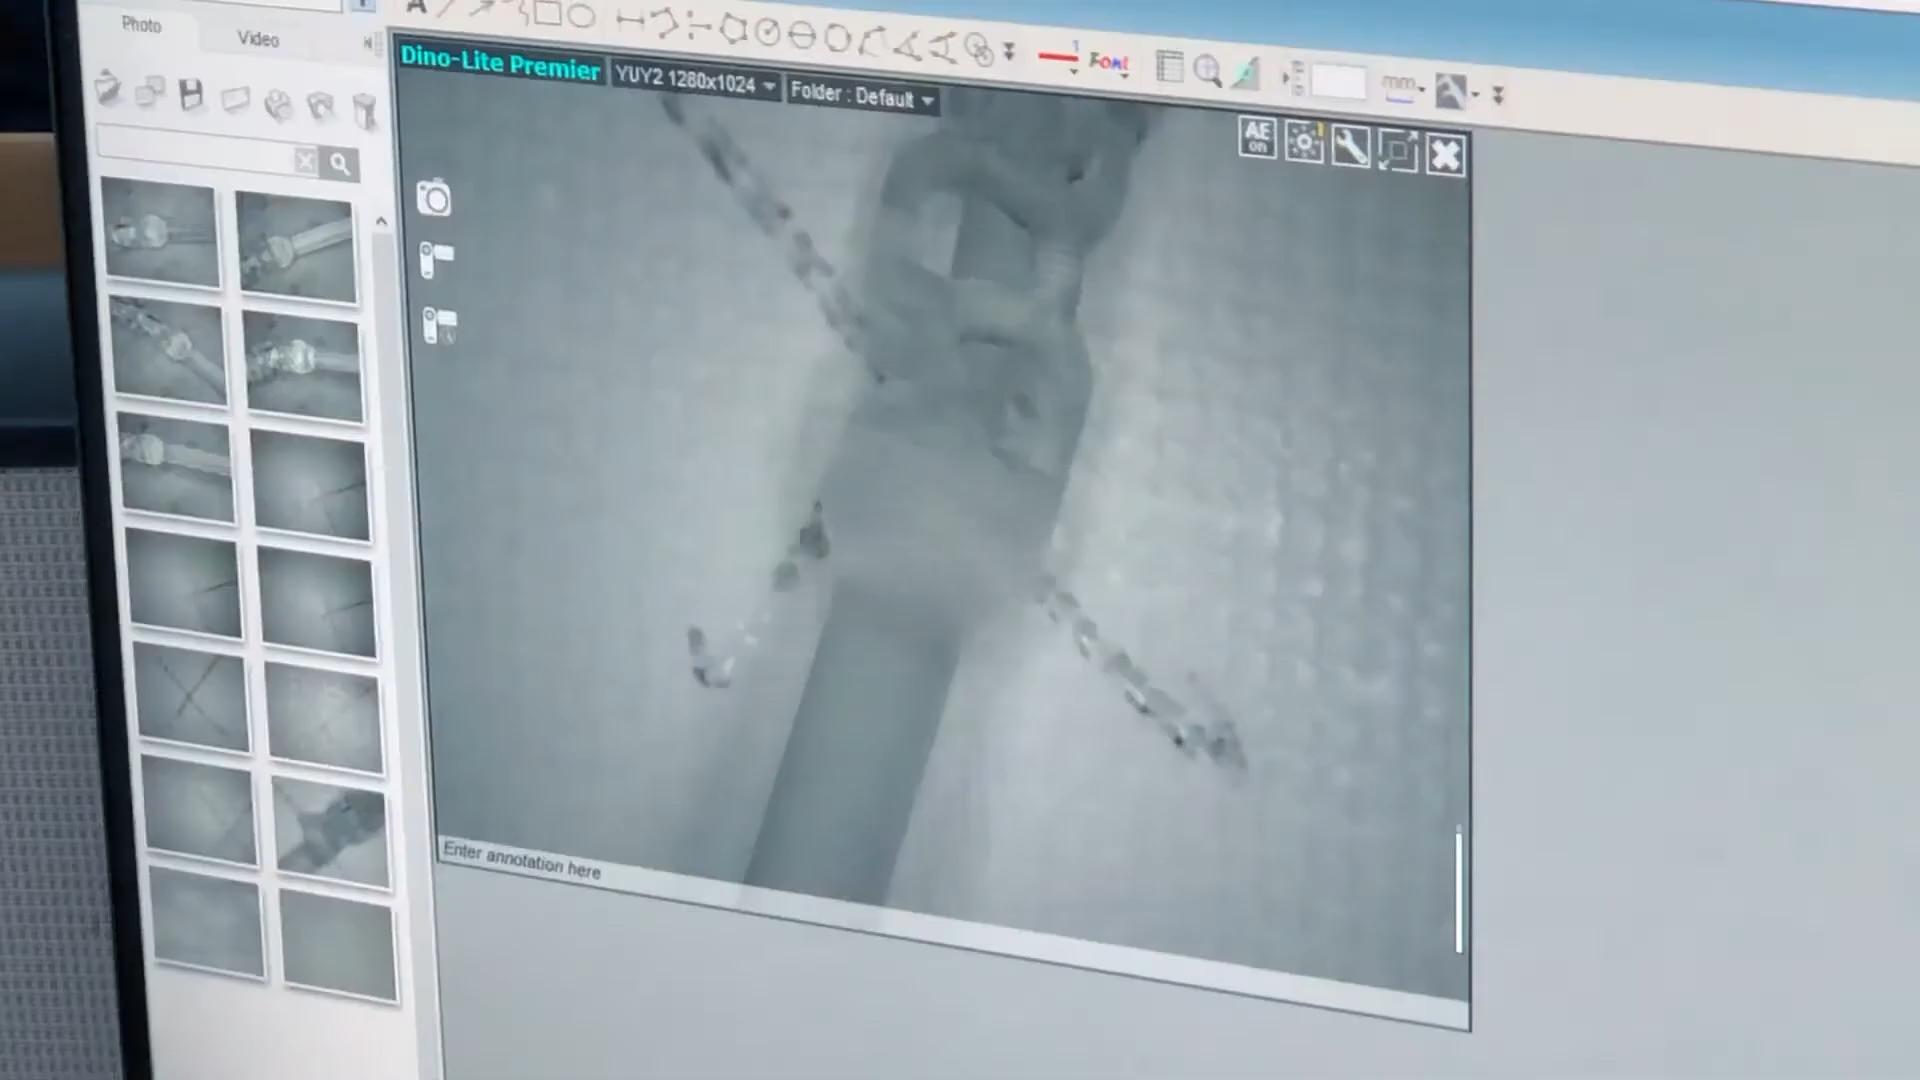 Photo
Video
A
Font
mm
Dino-Lite Premier
YUY2 1280x1024
Folder : Default
AE
on
Enter annotation here